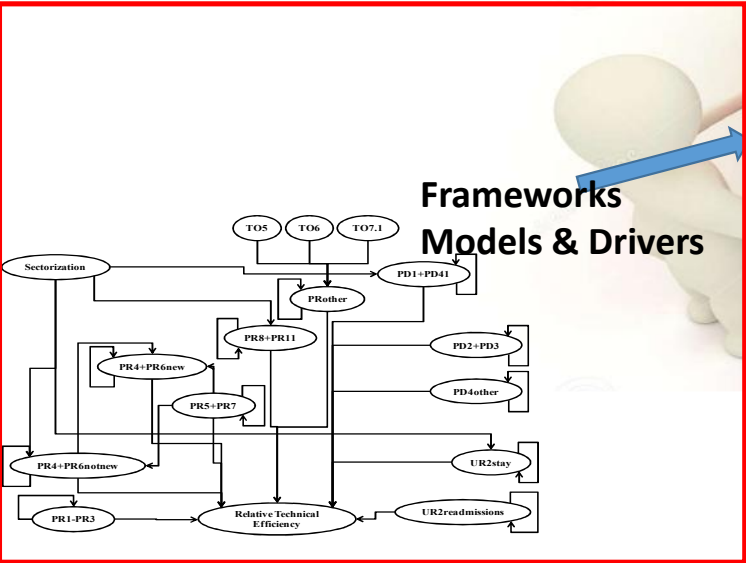 Frameworks
Models & Drivers
TO5
TO6
TO7.1
Sectorization
PD1+PD41
PRother
PR8+PR11
PD2+PD3
PR4+PR6new
PD4other
PR5+PR7
PR4+PR6notnew
UR2stay
PR1-PR3
Relative Technical
Efficiency
UR2readmissions